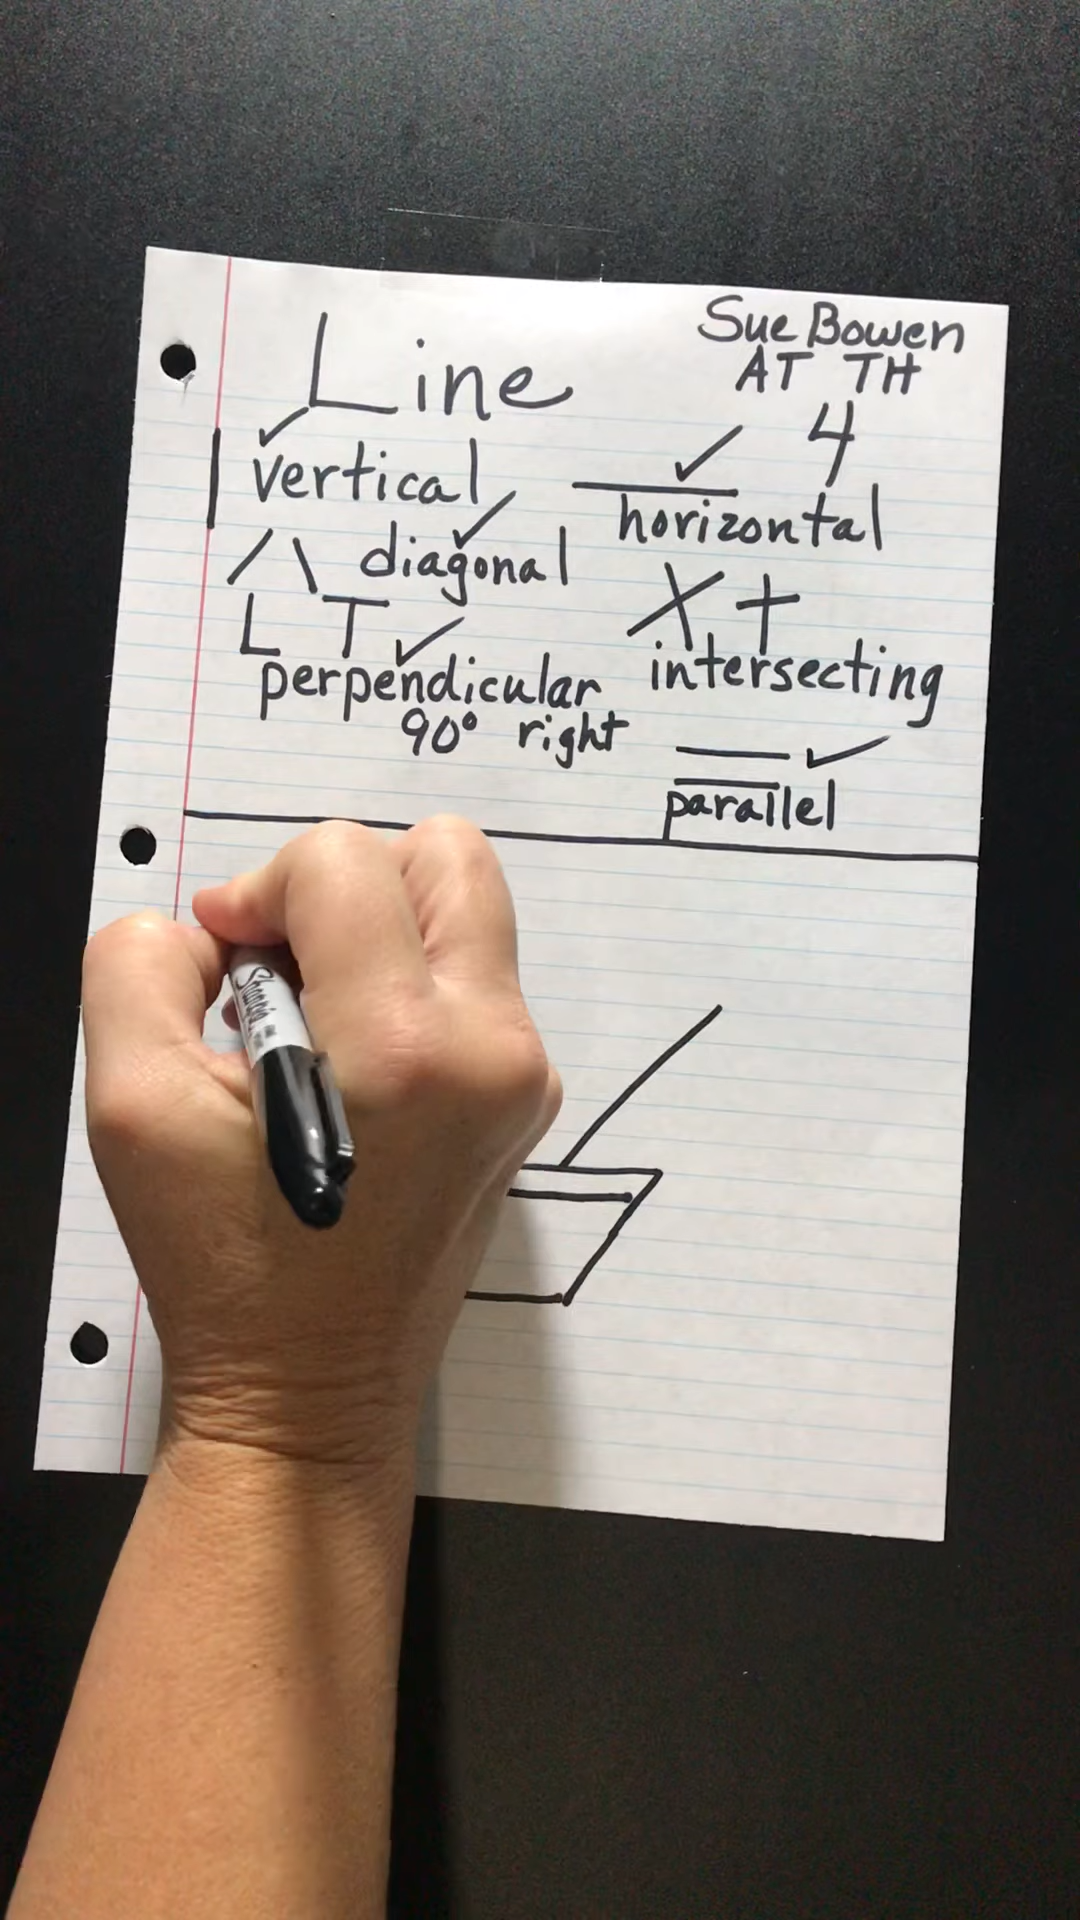 Line
Sue Bowen
AT TH
4
vertical
horizontal
diagonal
intersecting
perpendicular
90° right
parallel
Sharpie